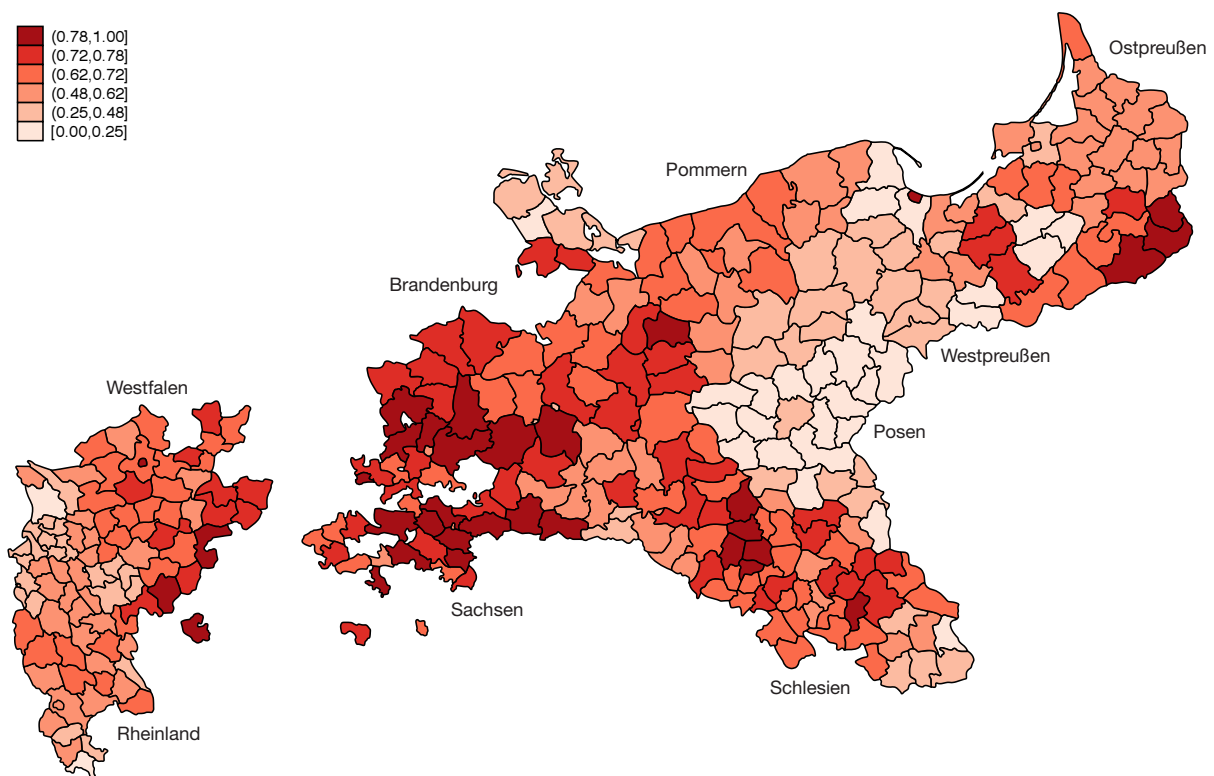 (0.78,1.00]
(0.72,0.78]
(0.62,0.72]
(0.48,0.62]
(0.25,0.48]
[0.00,0.25]
Ostpreußen
Pommern
Brandenburg
Westpreußen
Westfalen
Posen
Sachsen
Schlesien
Rheinland